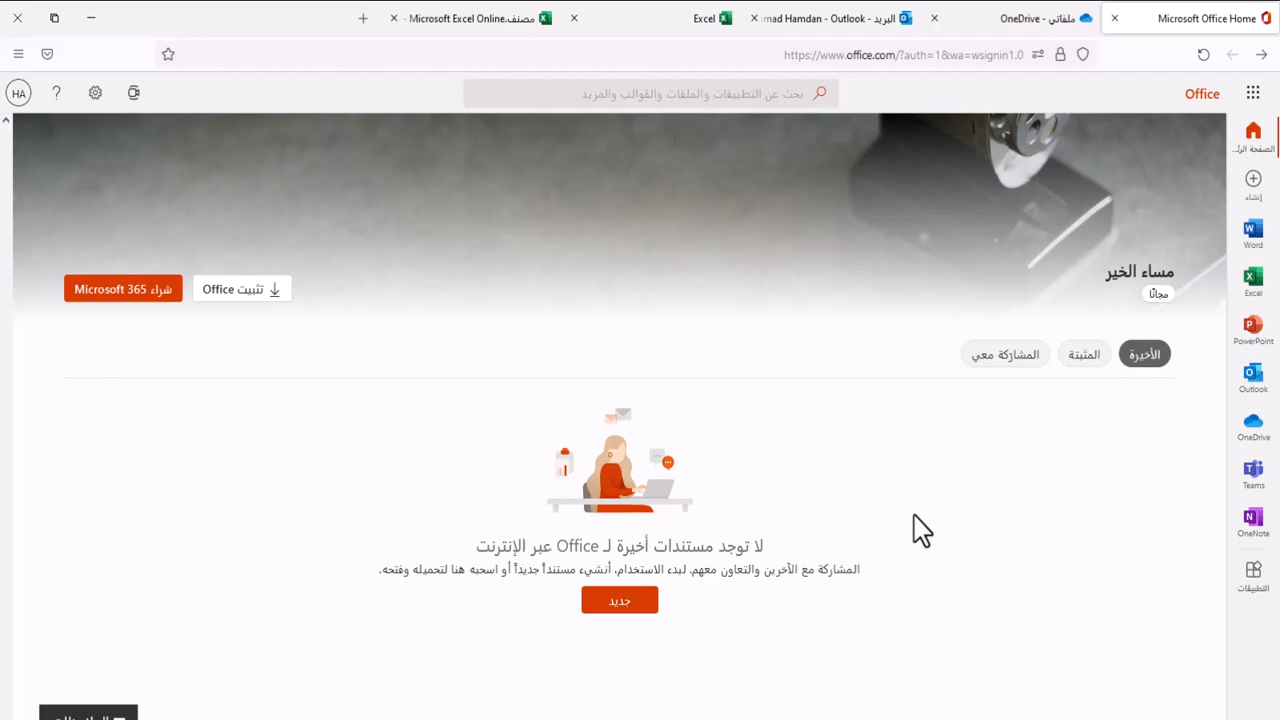 Microsoft Office Home
ملفاتي - OneDrive
البريد - mad Hamdan - Outlook
Excel
مصنف.Microsoft Excel Online -
https://www.office.com/?auth=1&wa=wsignin1.0
Office
بحث عن التطبيقات والملفات والقوالب والمزيد
HA
الصفحة الرئ...
إنشاء
Word
Excel
PowerPoint
Outlook
OneDrive
Teams
OneNote
التطبيقات
مساء الخير
مجانًا
تثبيت Office
شراء Microsoft 365
الأخيرة
المثبتة
المشاركة معي
لا توجد مستندات أخيرة لـ Office عبر الإنترنت
المشاركة مع الآخرين والتعاون معهم. لبدء الاستخدام، أنشيء مستنداً جديداً أو اسحبه هنا لتحميله وفتحه.
جديد